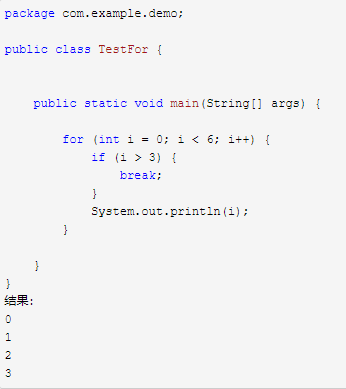 package com.example.demo;
public class TestFor {
public static void main(String[] args) {
for (int i = 0; i < 6; i++) {
if (i > 3) {
break;
}
System.out.println(i);
}
}
}
结果:
0
1
2
3